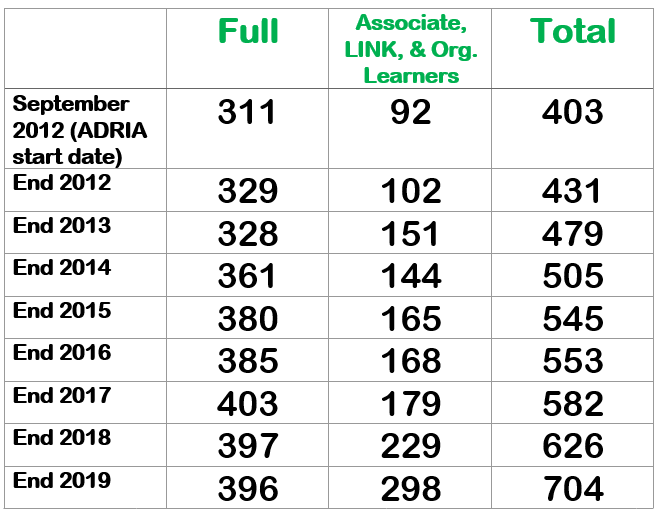 Full
Associate,
LINK, & Org.
Learners
Total
September
2012 (ADRIA
start date)
311
92
403
End 2012
329
102
431
End 2013
328
151
479
End 2014
361
144
505
End 2015
380
165
545
End 2016
385
168
553
End 2017
403
179
582
End 2018
397
229
626
End 2019
396
298
704